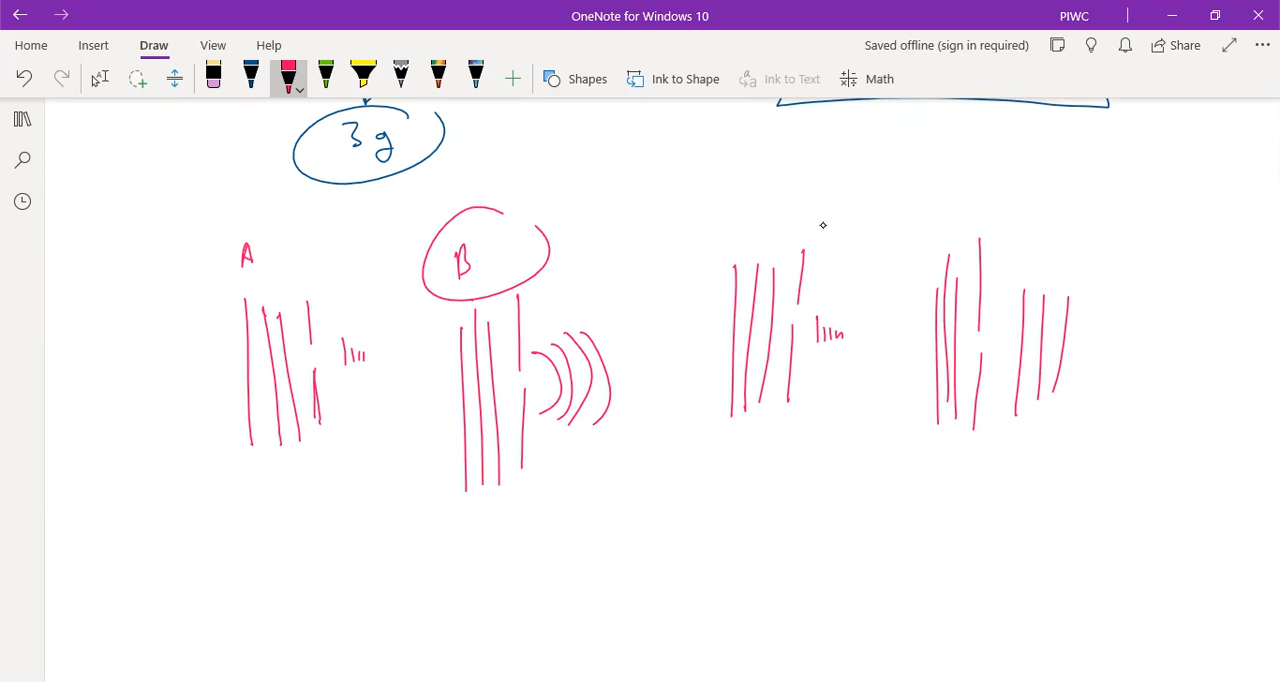 OneNote for Windows 10
PIWC
Home Insert Draw View Help
Saved offline (sign in required)
Share
Shapes
Ink to Shape
Ink to Text
Math
3g
A
B